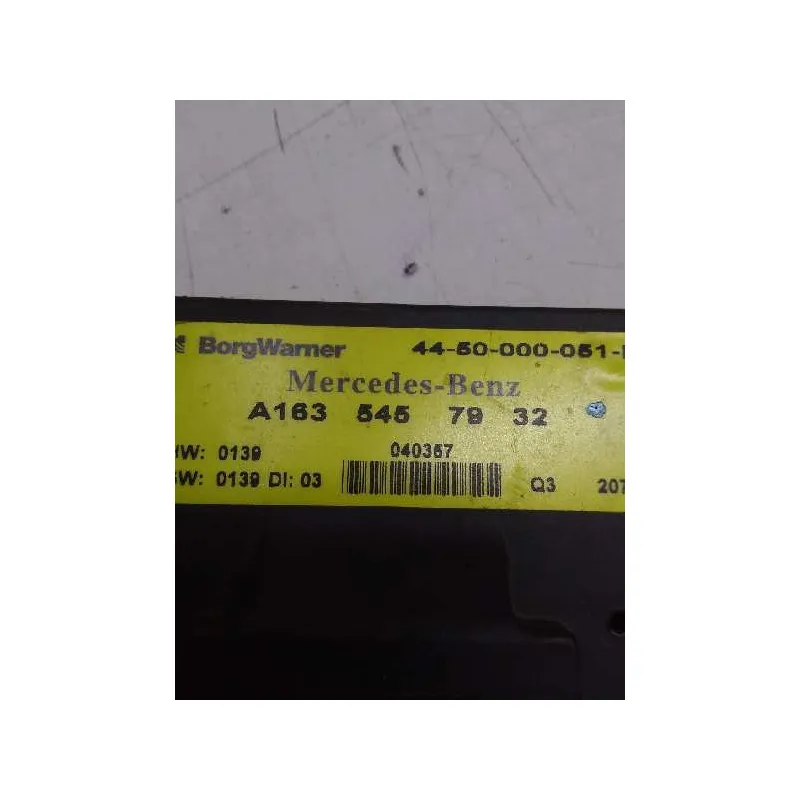 BorgWarner 44-50-000-051-
Mercedes-Benz
A163 545 79 32
HW: 0139 040357
SW: 0139 DI: 03 Q3 207